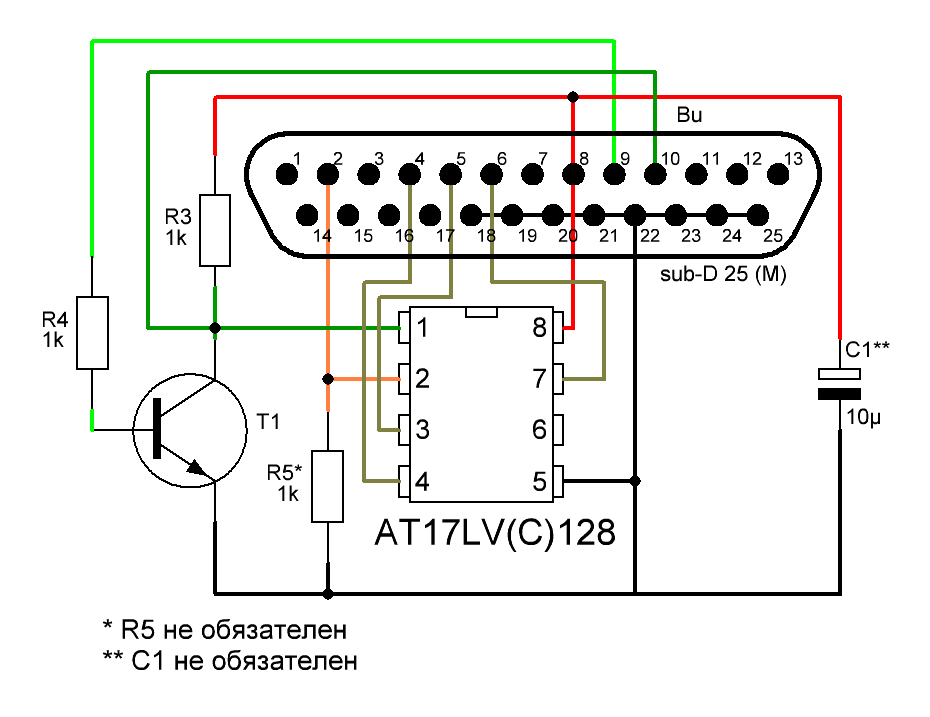 Bu
1 2 3 4 5 6 7 8 9 10 11 12 13
14 15 16 17 18 19 20 21 22 23 24 25
sub-D 25 (M)
R3
1k
R4
1k
T1
R5*
1k
C1**
10µ
1 8
2 7
3 6
4 5
AT17LV(C)128
* R5 не обязателен
** C1 не обязателен